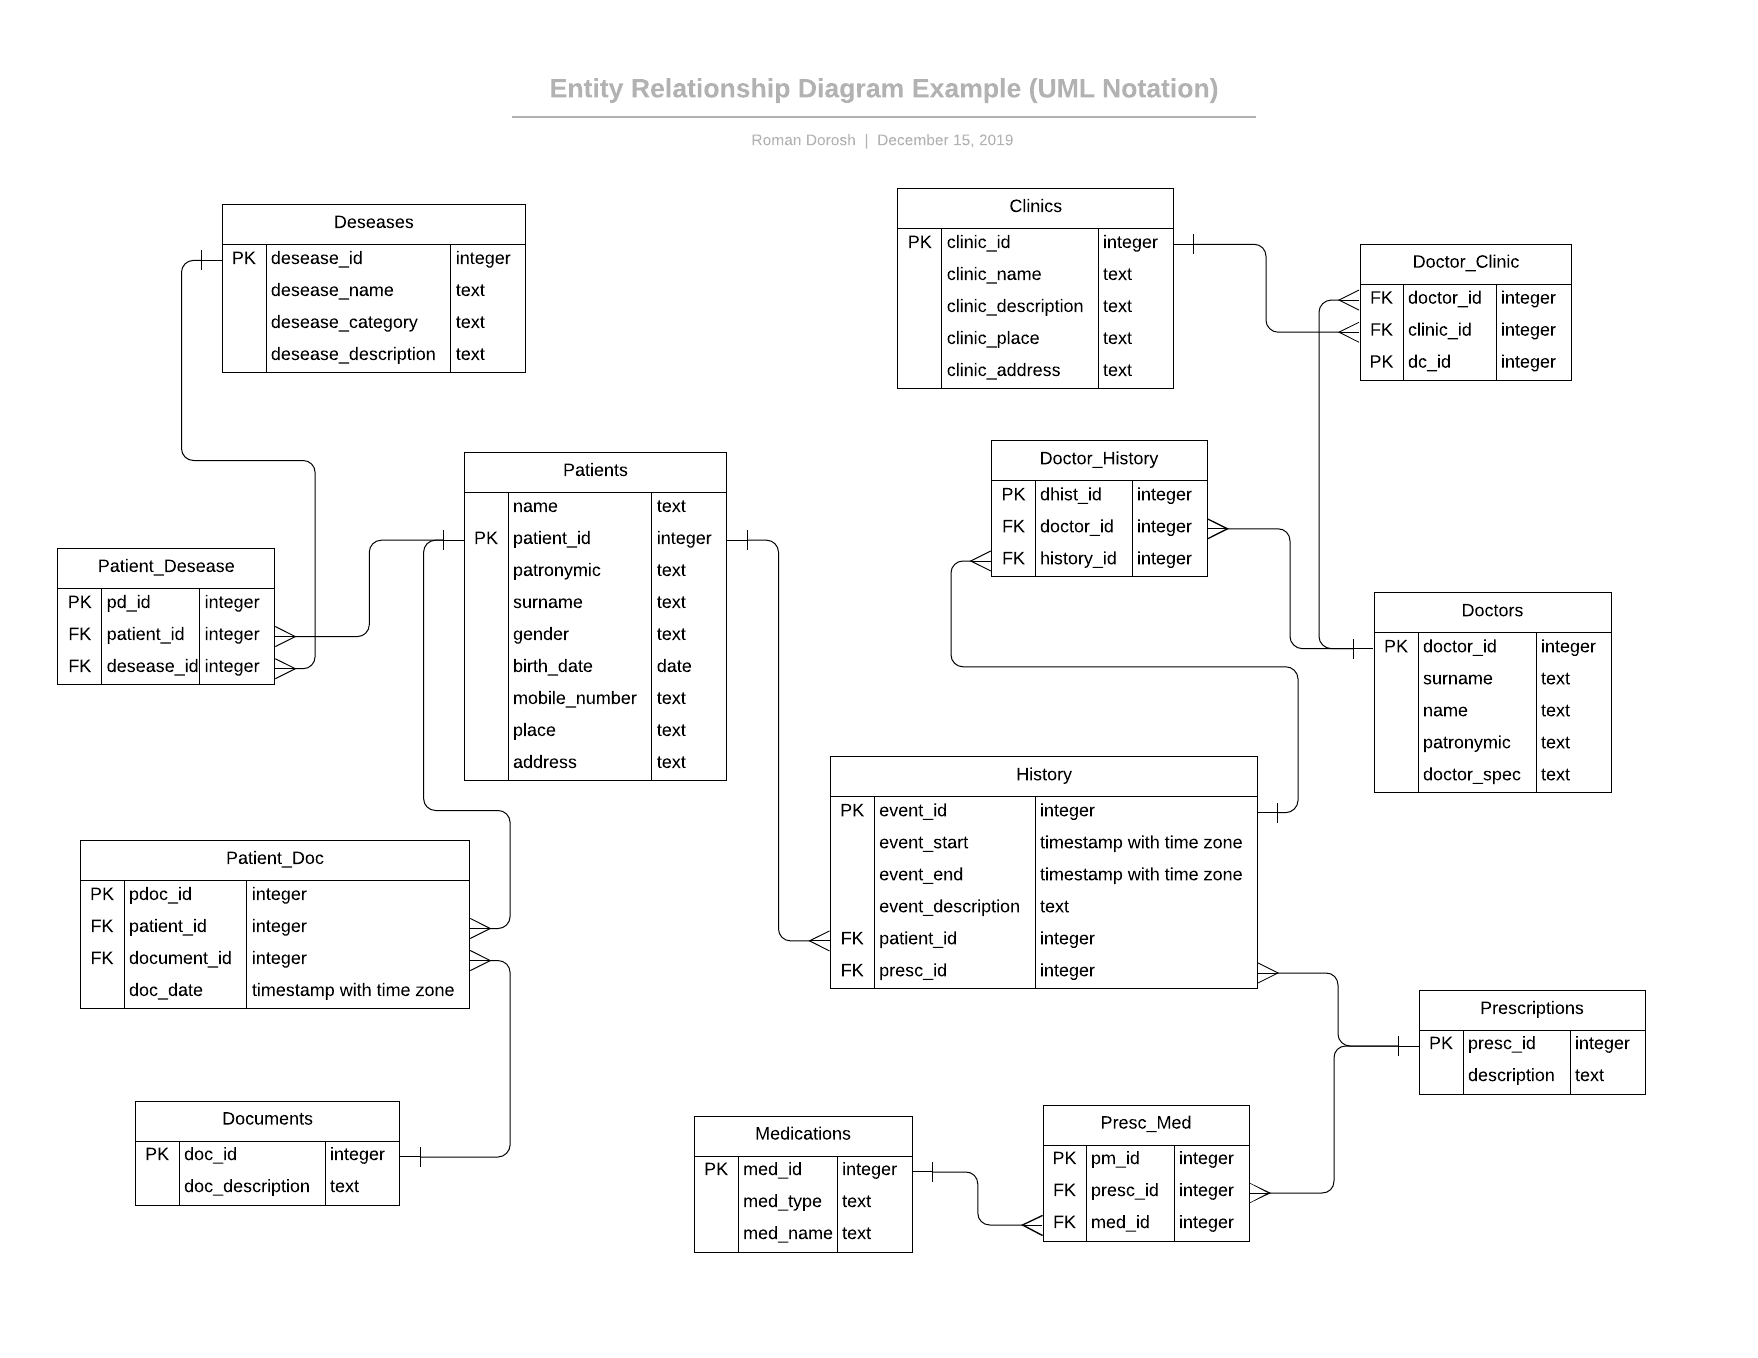 Entity Relationship Diagram Example (UML Notation)
Roman Dorosh | December 15, 2019
Deseases
PK desease_id integer
desease_name text
desease_category text
desease_description text
Clinics
PK clinic_id integer
clinic_name text
clinic_description text
clinic_place text
clinic_address text
Doctor_Clinic
FK doctor_id integer
FK clinic_id integer
PK dc_id integer
Patients
name text
PK patient_id integer
patronymic text
surname text
gender text
birth_date date
mobile_number text
place text
address text
Doctor_History
PK dhist_id integer
FK doctor_id integer
FK history_id integer
Patient_Desease
PK pd_id integer
FK patient_id integer
FK desease_id integer
Doctors
PK doctor_id integer
surname text
name text
patronymic text
doctor_spec text
History
PK event_id integer
event_start timestamp with time zone
event_end timestamp with time zone
event_description text
FK patient_id integer
FK presc_id integer
Patient_Doc
PK pdoc_id integer
FK patient_id integer
FK document_id integer
doc_date timestamp with time zone
Prescriptions
PK presc_id integer
description text
Documents
PK doc_id integer
doc_description text
Medications
PK med_id integer
med_type text
med_name text
Presc_Med
PK pm_id integer
FK presc_id integer
FK med_id integer